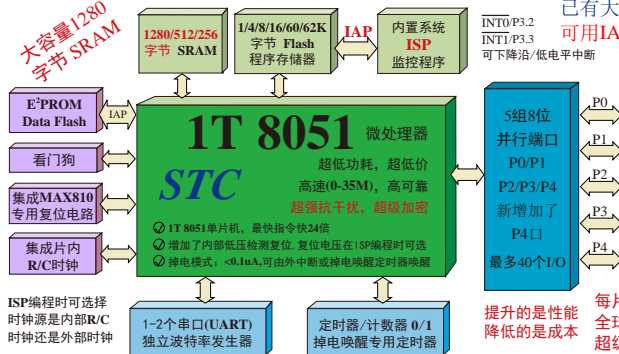 大容量1280
字节 SRAM
1280/512/256
字节 SRAM
1/4/8/16/60/62K
字节 Flash
程序存储器
IAP
内置系统
ISP
监控程序
INT0/P3.2
INT1/P3.3
可下降沿/低电平中断
已有大
可用IA
E²PROM
Data Flash
IAP
看门狗
集成MAX810
专用复位电路
集成片内
R/C时钟
1T 8051 微处理器
STC
超低功耗，超低价
高速(0-35M)，高可靠
超强抗干扰，超级加密
1T 8051单片机，最快指令快24倍
增加了内部低压检测复位, 复位电压在ISP编程时可选
掉电模式：<0.1uA,可由外中断或掉电唤醒定时器唤醒
5组8位
并行端口
P0/P1
P2/P3/P4
新增加了
P4口
最多40个I/O
P0
P1
P2
P3
P4
ISP编程时可选择
时钟源是内部R/C
时钟还是外部时钟
1-2个串口(UART)
独立波特率发生器
定时器/计数器 0/1
掉电唤醒专用定时器
提升的是性能
降低的是成本
每片
全球
超级